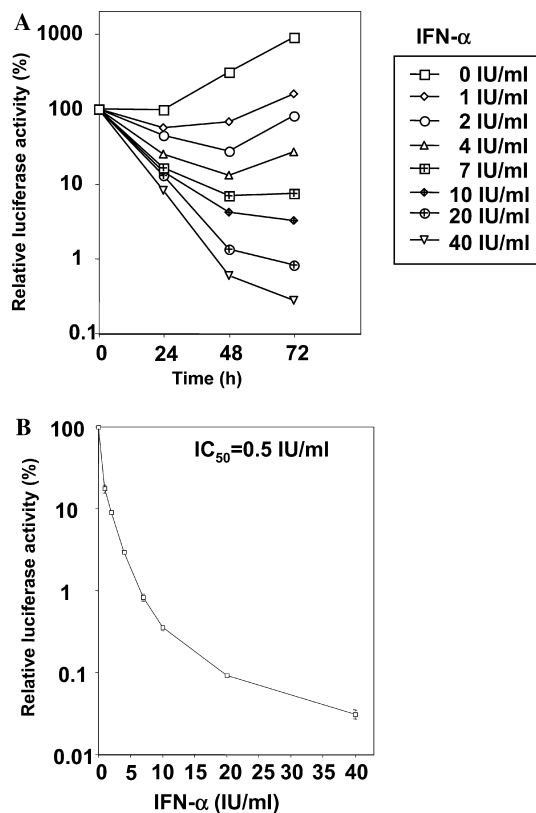 A
IFN-α
Relative luciferase activity (%)
1000
100
10
1
0.1
0 24 48 72
Time (h)
0 IU/ml
1 IU/ml
2 IU/ml
4 IU/ml
7 IU/ml
10 IU/ml
20 IU/ml
40 IU/ml
B
IC50=0.5 IU/ml
Relative luciferase activity (%)
100
10
1
0.1
0.01
0 5 10 15 20 25 30 35 40
IFN-α (IU/ml)